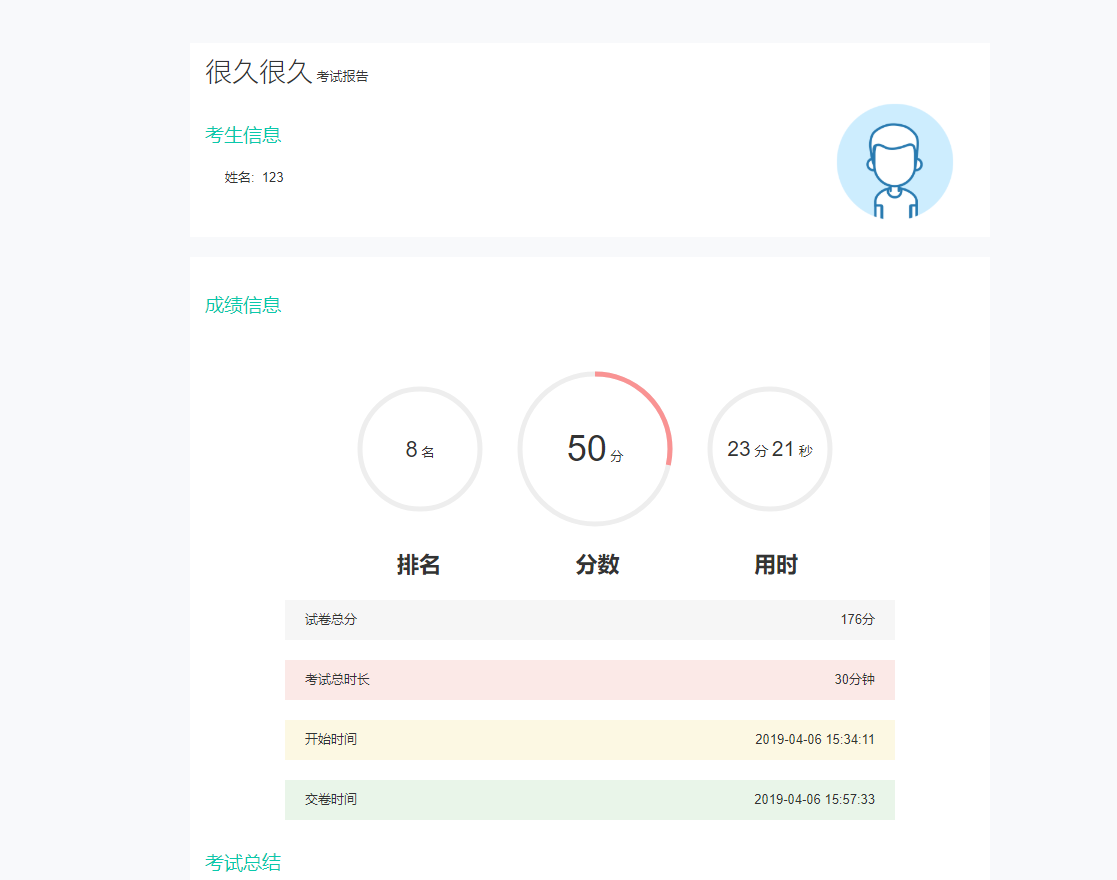 很久很久 考试报告
考生信息
姓名: 123
成绩信息
8 名
50 分
23 分 21 秒
排名
分数
用时
试卷总分 176分
考试总时长 30分钟
开始时间 2019-04-06 15:34:11
交卷时间 2019-04-06 15:57:33
考试总结